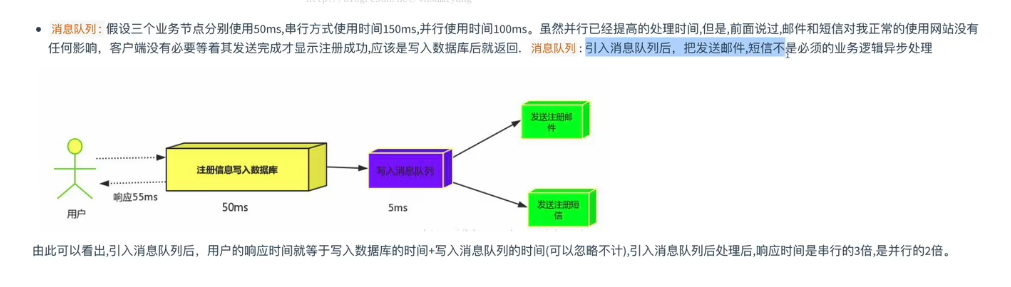 消息队列 : 假设三个业务节点分别使用50ms,串行方式使用时间150ms,并行使用时间100ms。虽然并行已经提高的处理时间,但是,前面说过,邮件和短信对我正常的使用网站没有
任何影响，客户端没有必要等着其发送完成才显示注册成功,应该是写入数据库后就返回. 消息队列 : 引入消息队列后，把发送邮件,短信不是必须的业务逻辑异步处理
发送注册邮
件
注册信息写入数据库
写入消息队列
响应55ms
用户
50ms
5ms
发送注册短
信
由此可以看出,引入消息队列后，用户的响应时间就等于写入数据库的时间+写入消息队列的时间(可以忽略不计),引入消息队列后处理后,响应时间是串行的3倍,是并行的2倍。